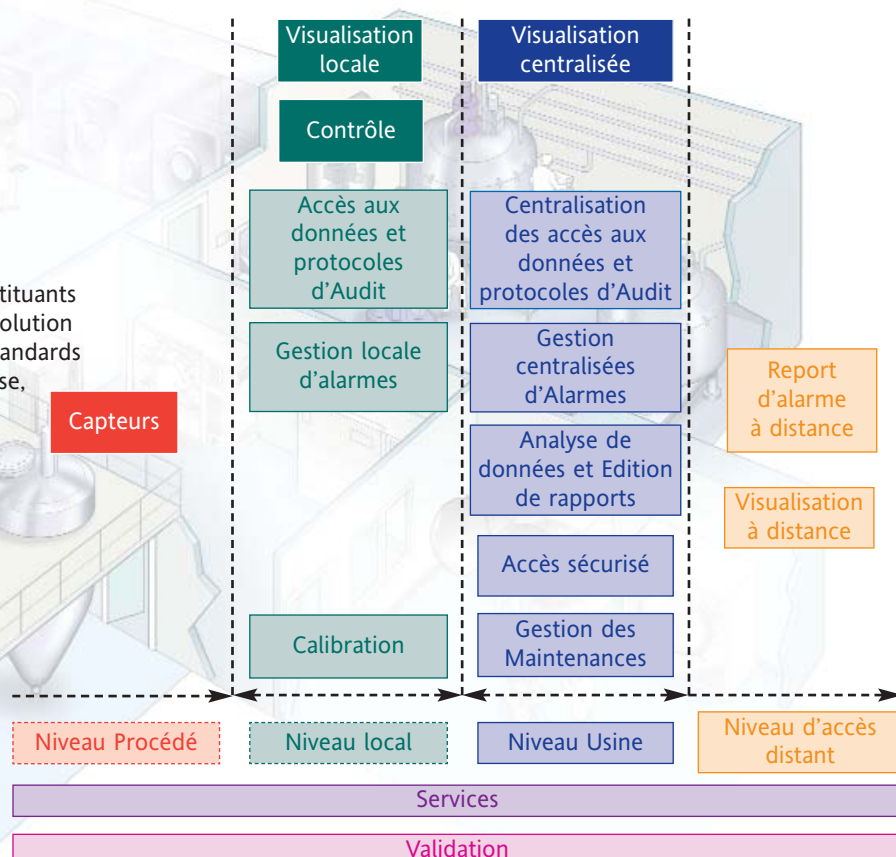 Visualisation
locale
Visualisation
centralisée
Contrôle
Accès aux
données et
protocoles
d'Audit
Centralisation
des accès aux
données et
protocoles d'Audit
tituants
olution
andards
se,
Gestion locale
d'alarmes
Gestion
centralisées
d'Alarmes
Report
d'alarme
à distance
Capteurs
Analyse de
données et Edition
de rapports
Visualisation
à distance
Accès sécurisé
Calibration
Gestion des
Maintenances
Niveau Procédé
Niveau local
Niveau Usine
Niveau d'accès
distant
Services
Validation